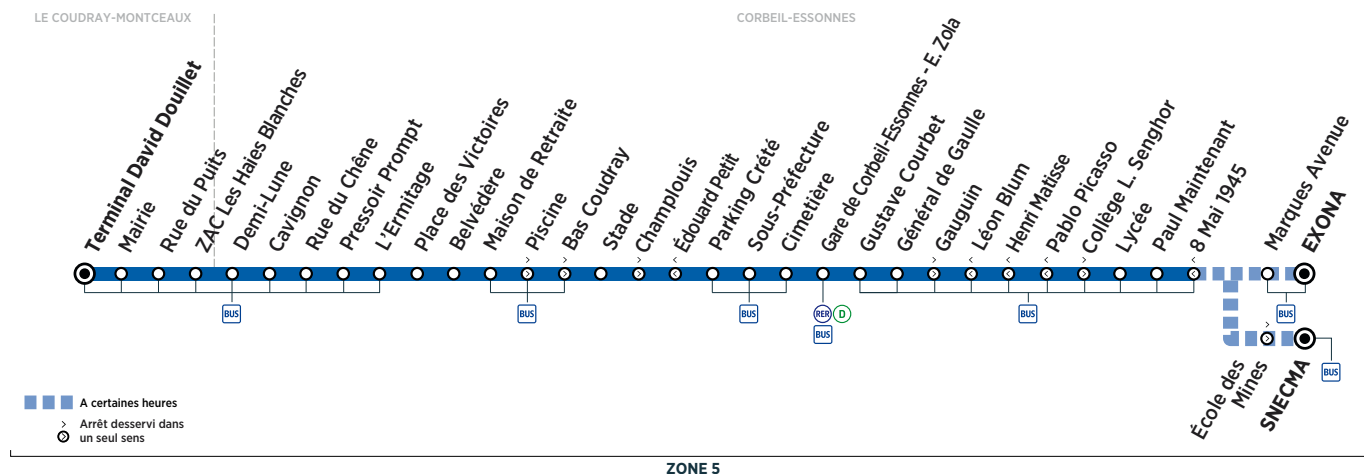 LE COUDRAY-MONTCEAUX
CORBEIL-ESSONNES
Terminal David Douillet
Mairie
Rue du Puits
ZAC Les Haies Blanches
Demi-Lune
Cavignon
Rue du Chêne
Pressoir Prompt
L'Ermitage
Place des Victoires
Belvédère
Maison de Retraite
Piscine
Bas Coudray
Stade
Champlouis
Édouard Petit
Parking Crété
Sous-Préfecture
Cimetière
Gare de Corbeil-Essonnes - E. Zola
Gustave Courbet
Général de Gaulle
Gauguin
Léon Blum
Henri Matisse
Pablo Picasso
Collège L. Senghor
Lycée
Paul Maintenant
8 Mai 1945
Marques Avenue
EXONA
BUS
BUS
BUS
RER D
BUS
BUS
BUS
École des
Mines
SNECMA
BUS
A certaines heures
Arrêt desservi dans
un seul sens
ZONE 5